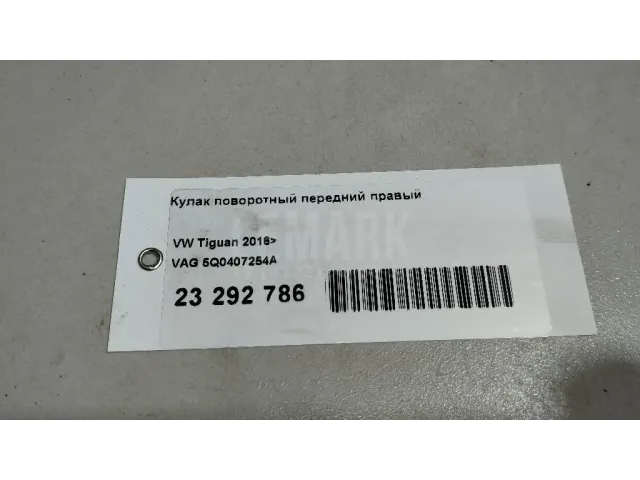 Кулак поворотный передний правый
VW Tiguan 2016>
VAG 5Q0407254A
23 292 786